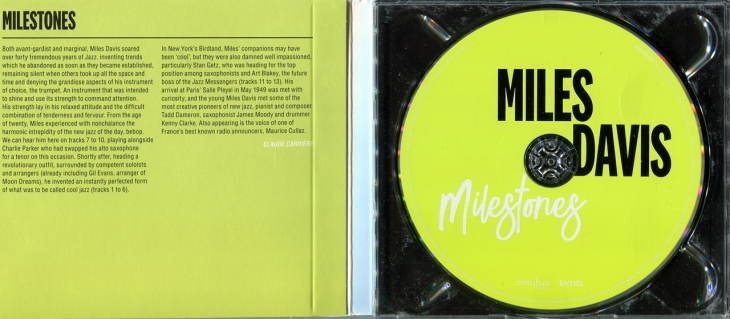 MILESTONES
Both avant-gardist and marginal, Miles Davis soared
over forty tremendous years of Jazz, inventing trends
which he abandoned as soon as they became established,
remaining silent when others took up all the space and
time and denying the grandiose aspects of his instrument
of choice, the trumpet. An instrument that was intended
to shine and use its strength to command attention.
His strength lay in his relaxed attitude and the difficult
combination of tenderness and fervour. From the age
of twenty, Miles experienced with nonchalance the
harmonic intrepidity of the new jazz of the day, bebop.
We can hear him on tracks 7 to 10, playing alongside
Charlie Parker who had swapped his alto saxophone
for a tenor on this occasion. Shortly after, heading a
revolutionary outfit, surrounded by competent soloists
and arrangers (already including Gil Evans, arranger of
Moon Dreams), he invented an instantly perfected form
of what was to be called cool jazz (tracks 1 to 6).
In New York's Birdland, Miles' companions may have
been 'cool', but they were also damned well impassioned,
particularly Stan Getz, who was heading for the top
position among saxophonists and Art Blakey, the future
boss of the Jazz Messengers (tracks 11 to 13). His
arrival at Paris' Salle Pleyel in May 1949 was met with
curiosity, and the young Miles Davis met some of the
most creative pioneers of new jazz, pianist and composer
Tadd Dameron, saxophonist James Moody and drummer
Kenny Clarke. Also appearing is the voice of one of
France's best known radio announcers, Maurice Cullaz.
CLAUDE CARRIÈRE
MILES
DAVIS
Milestones